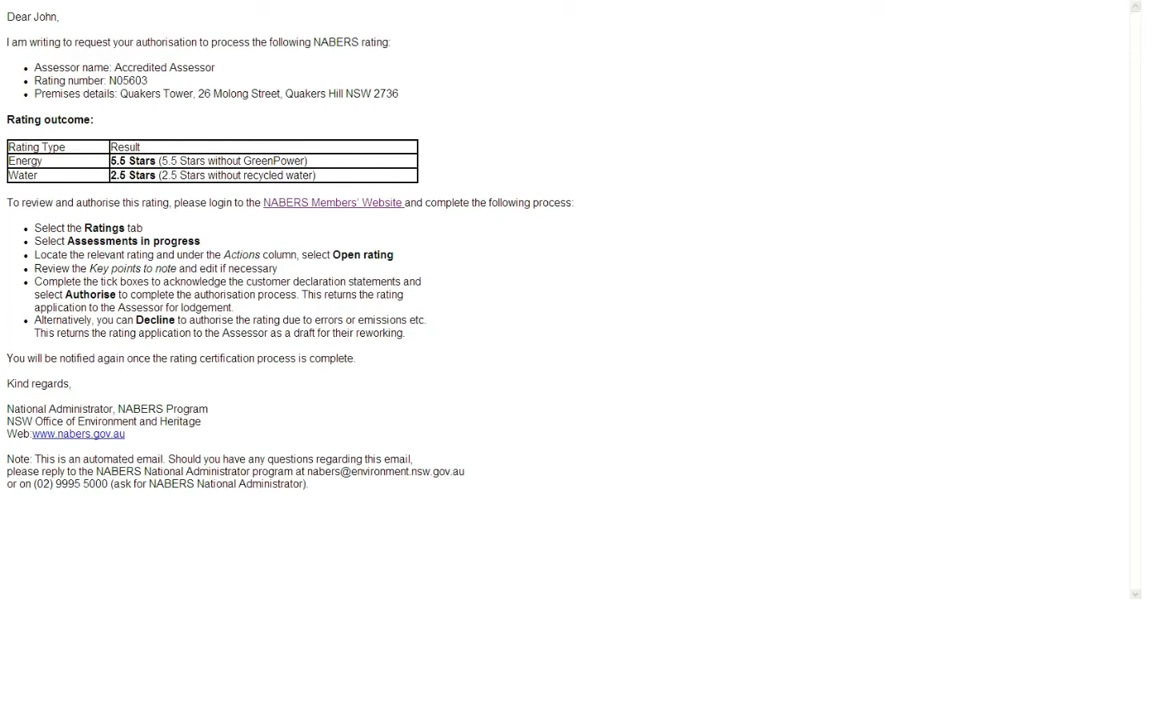 Dear John,
I am writing to request your authorisation to process the following NABERS rating:
• Assessor name: Accredited Assessor
• Rating number: N05603
• Premises details: Quakers Tower, 26 Molong Street, Quakers Hill NSW 2736
Rating outcome:
Rating Type Result
Energy 5.5 Stars (5.5 Stars without GreenPower)
Water 2.5 Stars (2.5 Stars without recycled water)
To review and authorise this rating, please login to the NABERS Members' Website and complete the following process:
• Select the Ratings tab
• Select Assessments in progress
• Locate the relevant rating and under the Actions column, select Open rating
• Review the Key points to note and edit if necessary
• Complete the tick boxes to acknowledge the customer declaration statements and
select Authorise to complete the authorisation process. This returns the rating
application to the Assessor for lodgement.
• Alternatively, you can Decline to authorise the rating due to errors or emissions etc.
This returns the rating application to the Assessor as a draft for their reworking.
You will be notified again once the rating certification process is complete.
Kind regards,
National Administrator, NABERS Program
NSW Office of Environment and Heritage
Web:www.nabers.gov.au
Note: This is an automated email. Should you have any questions regarding this email,
please reply to the NABERS National Administrator program at nabers@environment.nsw.gov.au
or on (02) 9995 5000 (ask for NABERS National Administrator).